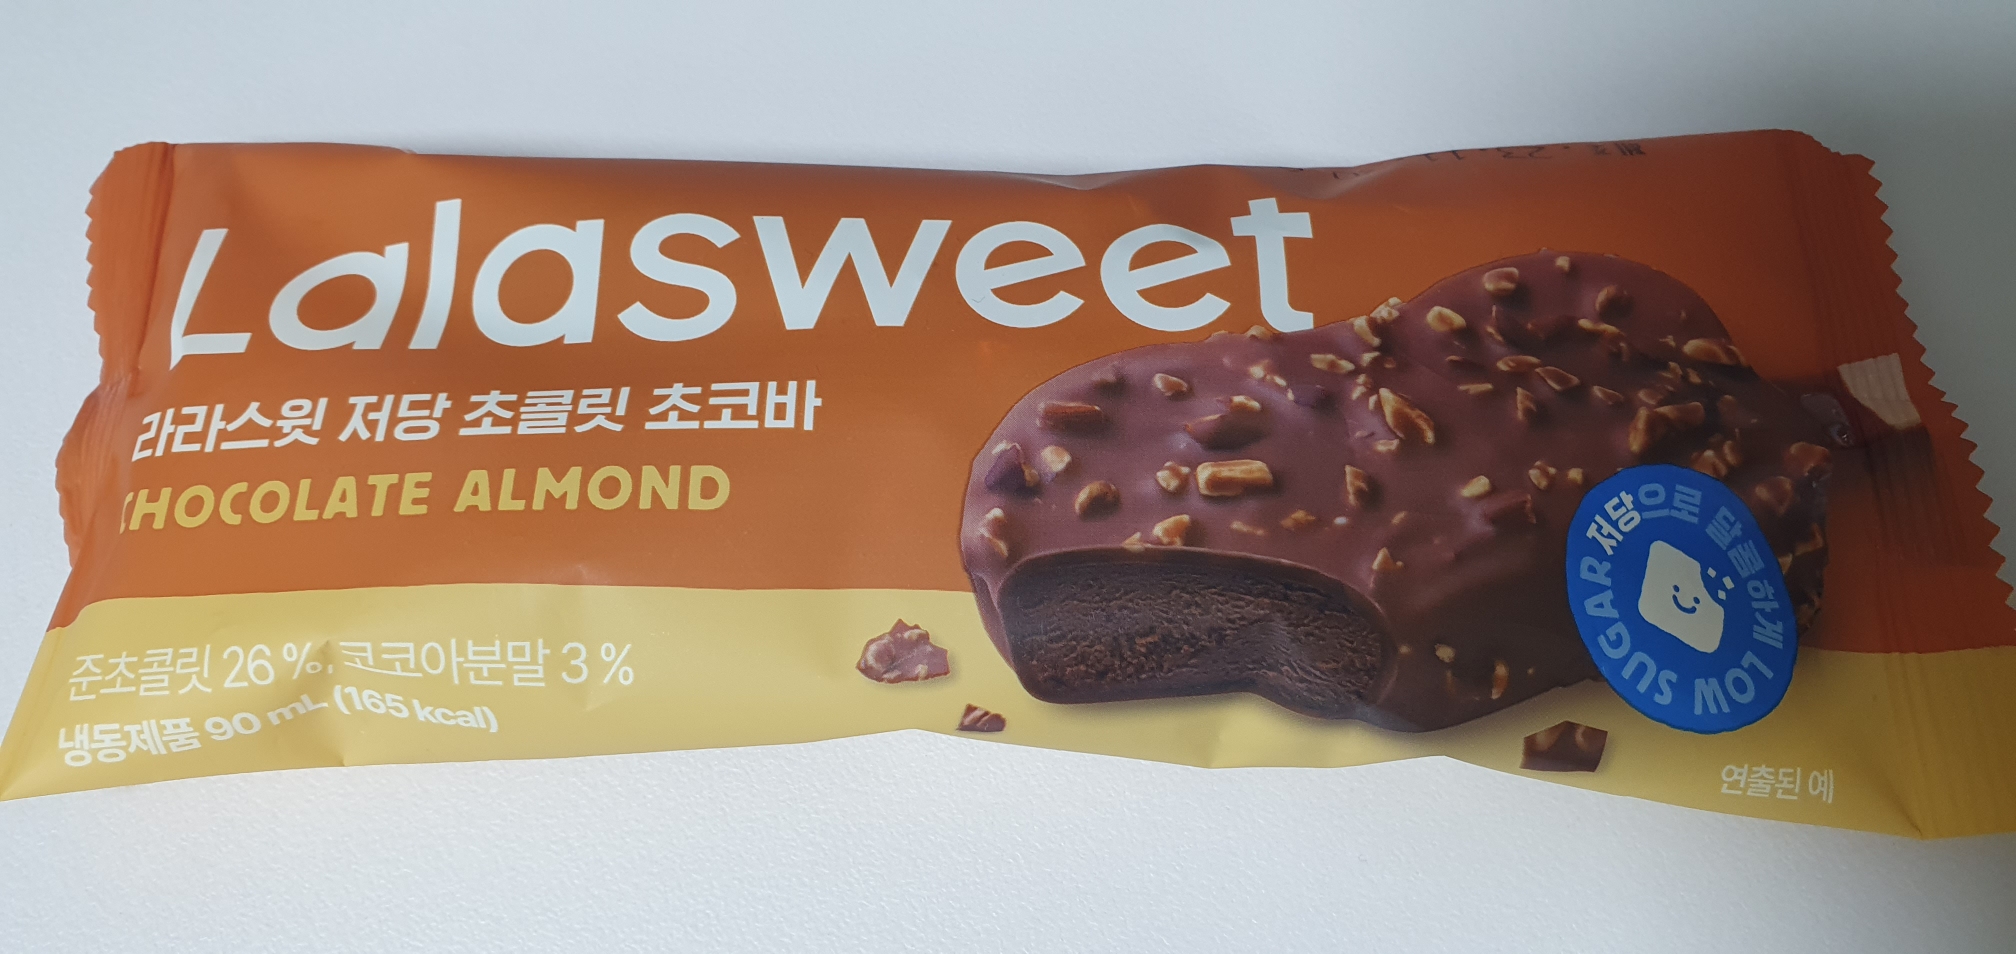 Lalasweet
라라스윗 저당 초콜릿 초코바
CHOCOLATE ALMOND
저당으로 달콤하게 LOW SUGAR
준초콜릿 26 %, 코코아분말 3 %
냉동제품 90 mL (165 kcal)
연출된 예